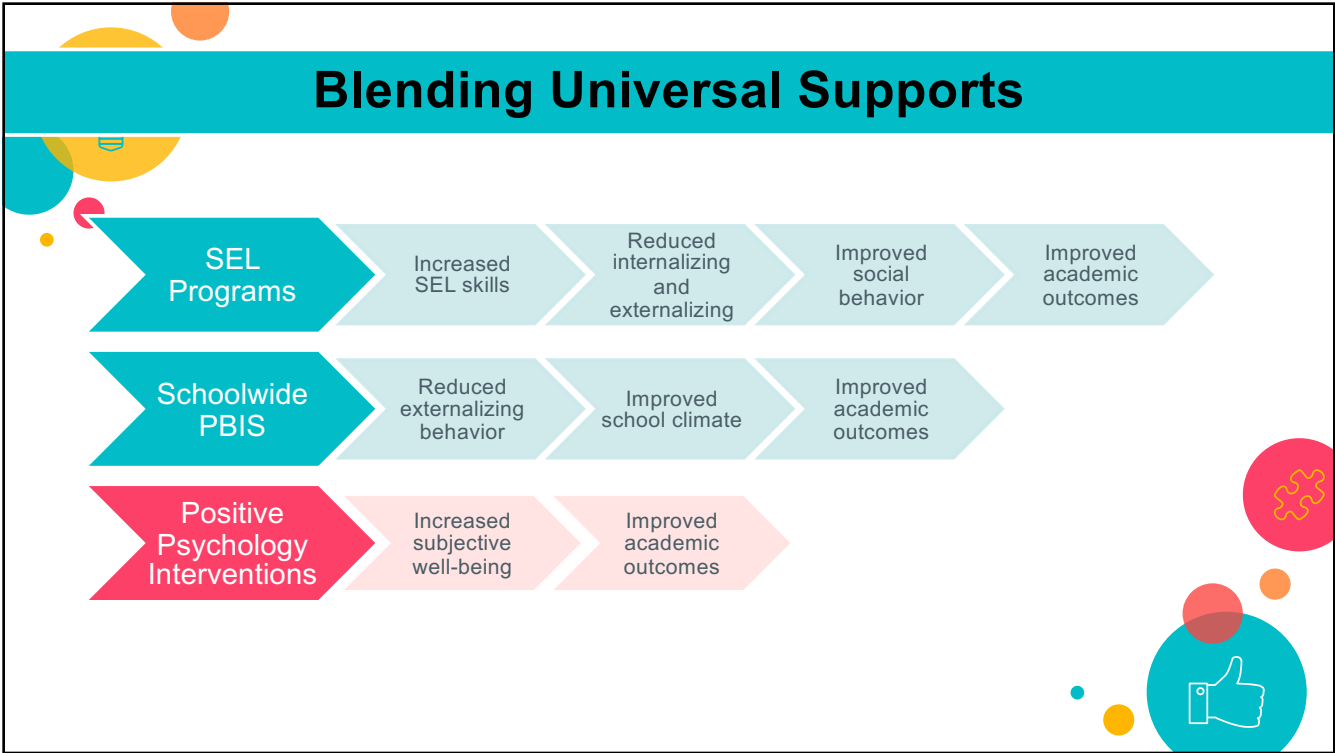 Blending Universal Supports
SEL
Programs
Increased
SEL skills
Reduced
internalizing
and
externalizing
Improved
social
behavior
Improved
academic
outcomes
Schoolwide
PBIS
Reduced
externalizing
behavior
Improved
school climate
Improved
academic
outcomes
Positive
Psychology
Interventions
Increased
subjective
well-being
Improved
academic
outcomes